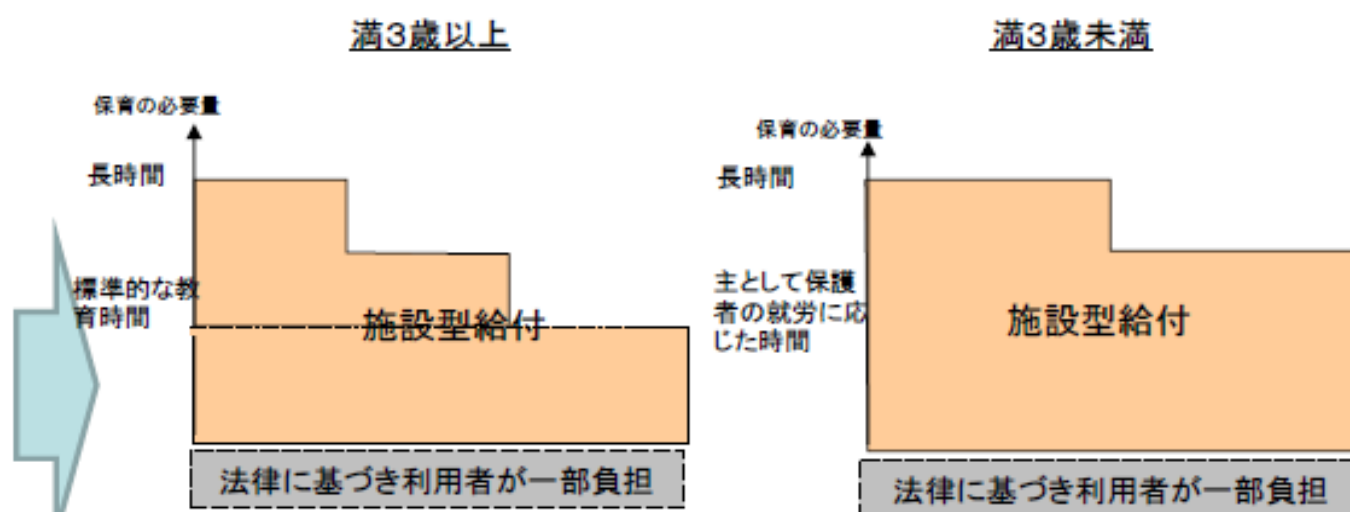 満3歳以上
保育の必要量
長時間
標準的な教
育時間
施設型給付
法律に基づき利用者が一部負担
満3歳未満
保育の必要量
長時間
主として保護
者の就労に応
じた時間
施設型給付
法律に基づき利用者が一部負担